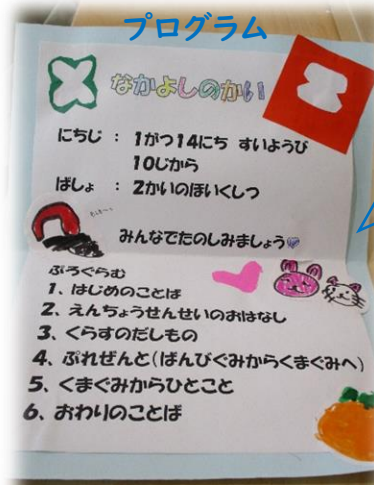 プログラム
なかよしのかい
にちじ : 1がつ14にち すいようび
10じから
ばしょ : 2かいのほいくしつ
みんなでたのしみましょう
ぷろぐらむ
1、はじめのことば
2、えんちょうせんせいのおはなし
3、くらすのだしもの
4、ぷれぜんと(ばんびぐみからくまぐみへ)
5、くまぐみからひとこと
6、おわりのことば